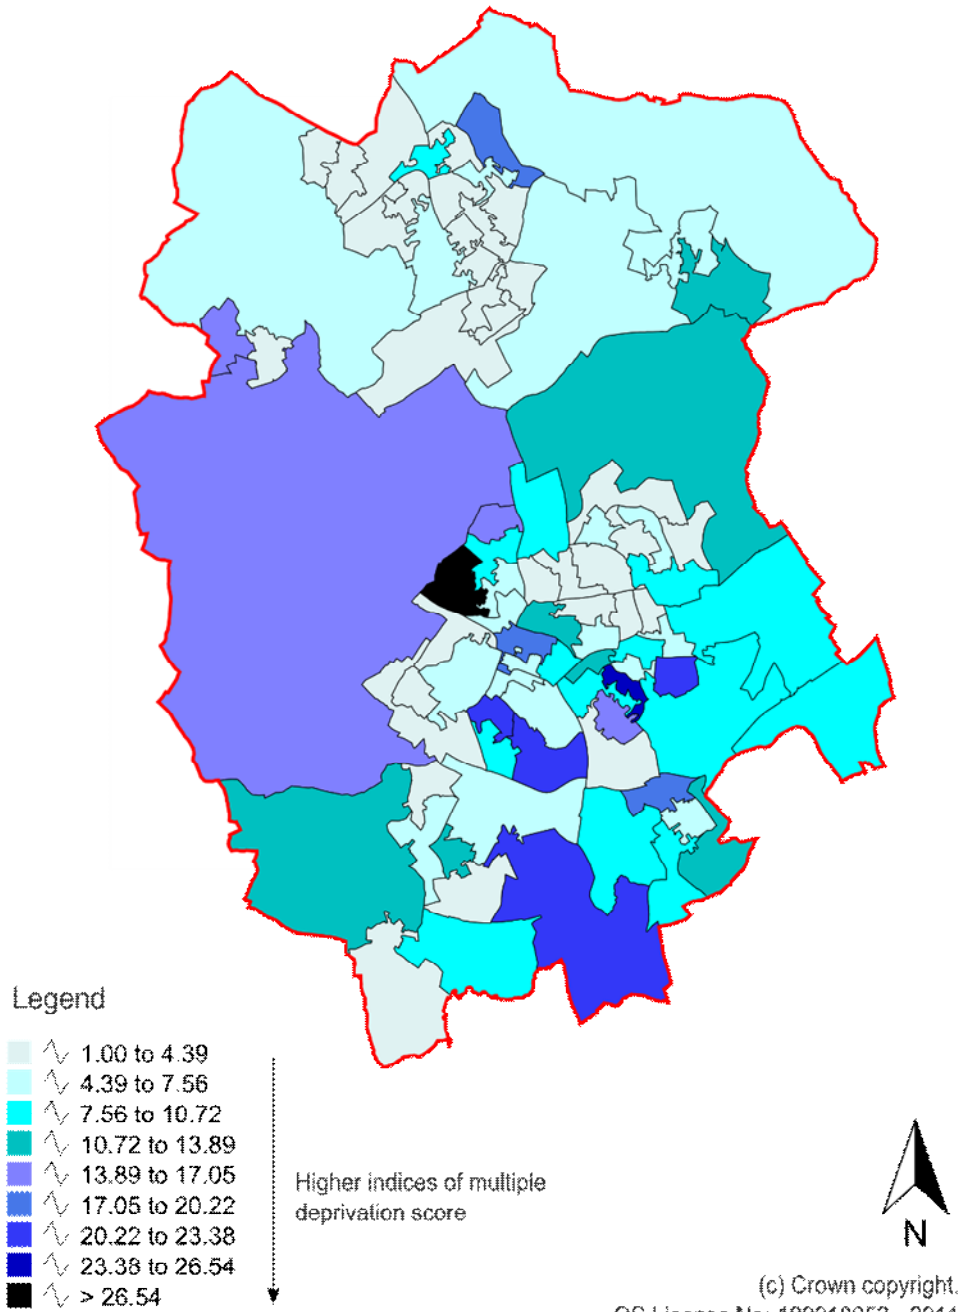 Legend
1.00 to 4.39
4.39 to 7.56
7.56 to 10.72
10.72 to 13.89
13.89 to 17.05
17.05 to 20.22
20.22 to 23.38
23.38 to 26.54
> 26.54
Higher indices of multiple
deprivation score
N
(c) Crown copyright.